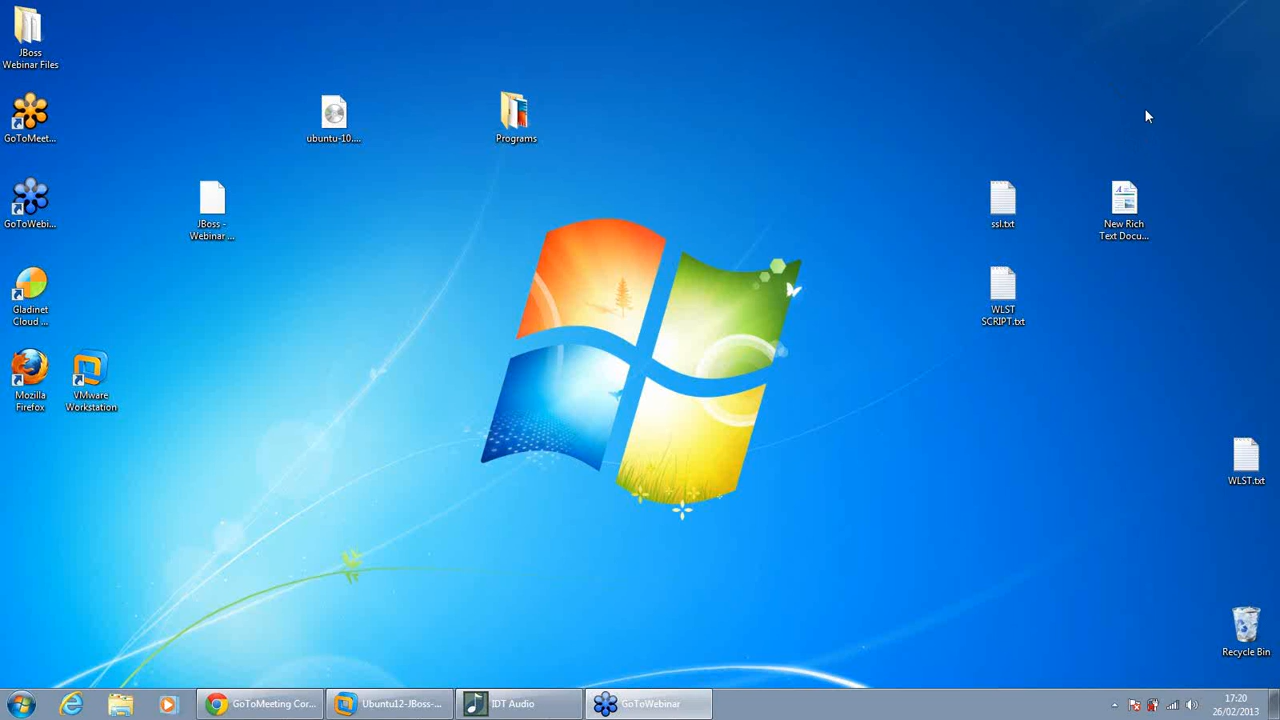 JBoss
Webinar Files
GoToMeet...
ubuntu-10....
Programs
GoToWebi...
JBoss -
Webinar ...
ssl.txt
New Rich
Text Docu...
Gladinet
Cloud ...
WLST
SCRIPT.txt
Mozilla
Firefox
VMware
Workstation
WLST.txt
Recycle Bin
GoToMeeting Cor...
Ubuntu12-JBoss-...
IDT Audio
GoToWebinar
17:20
26/02/2013